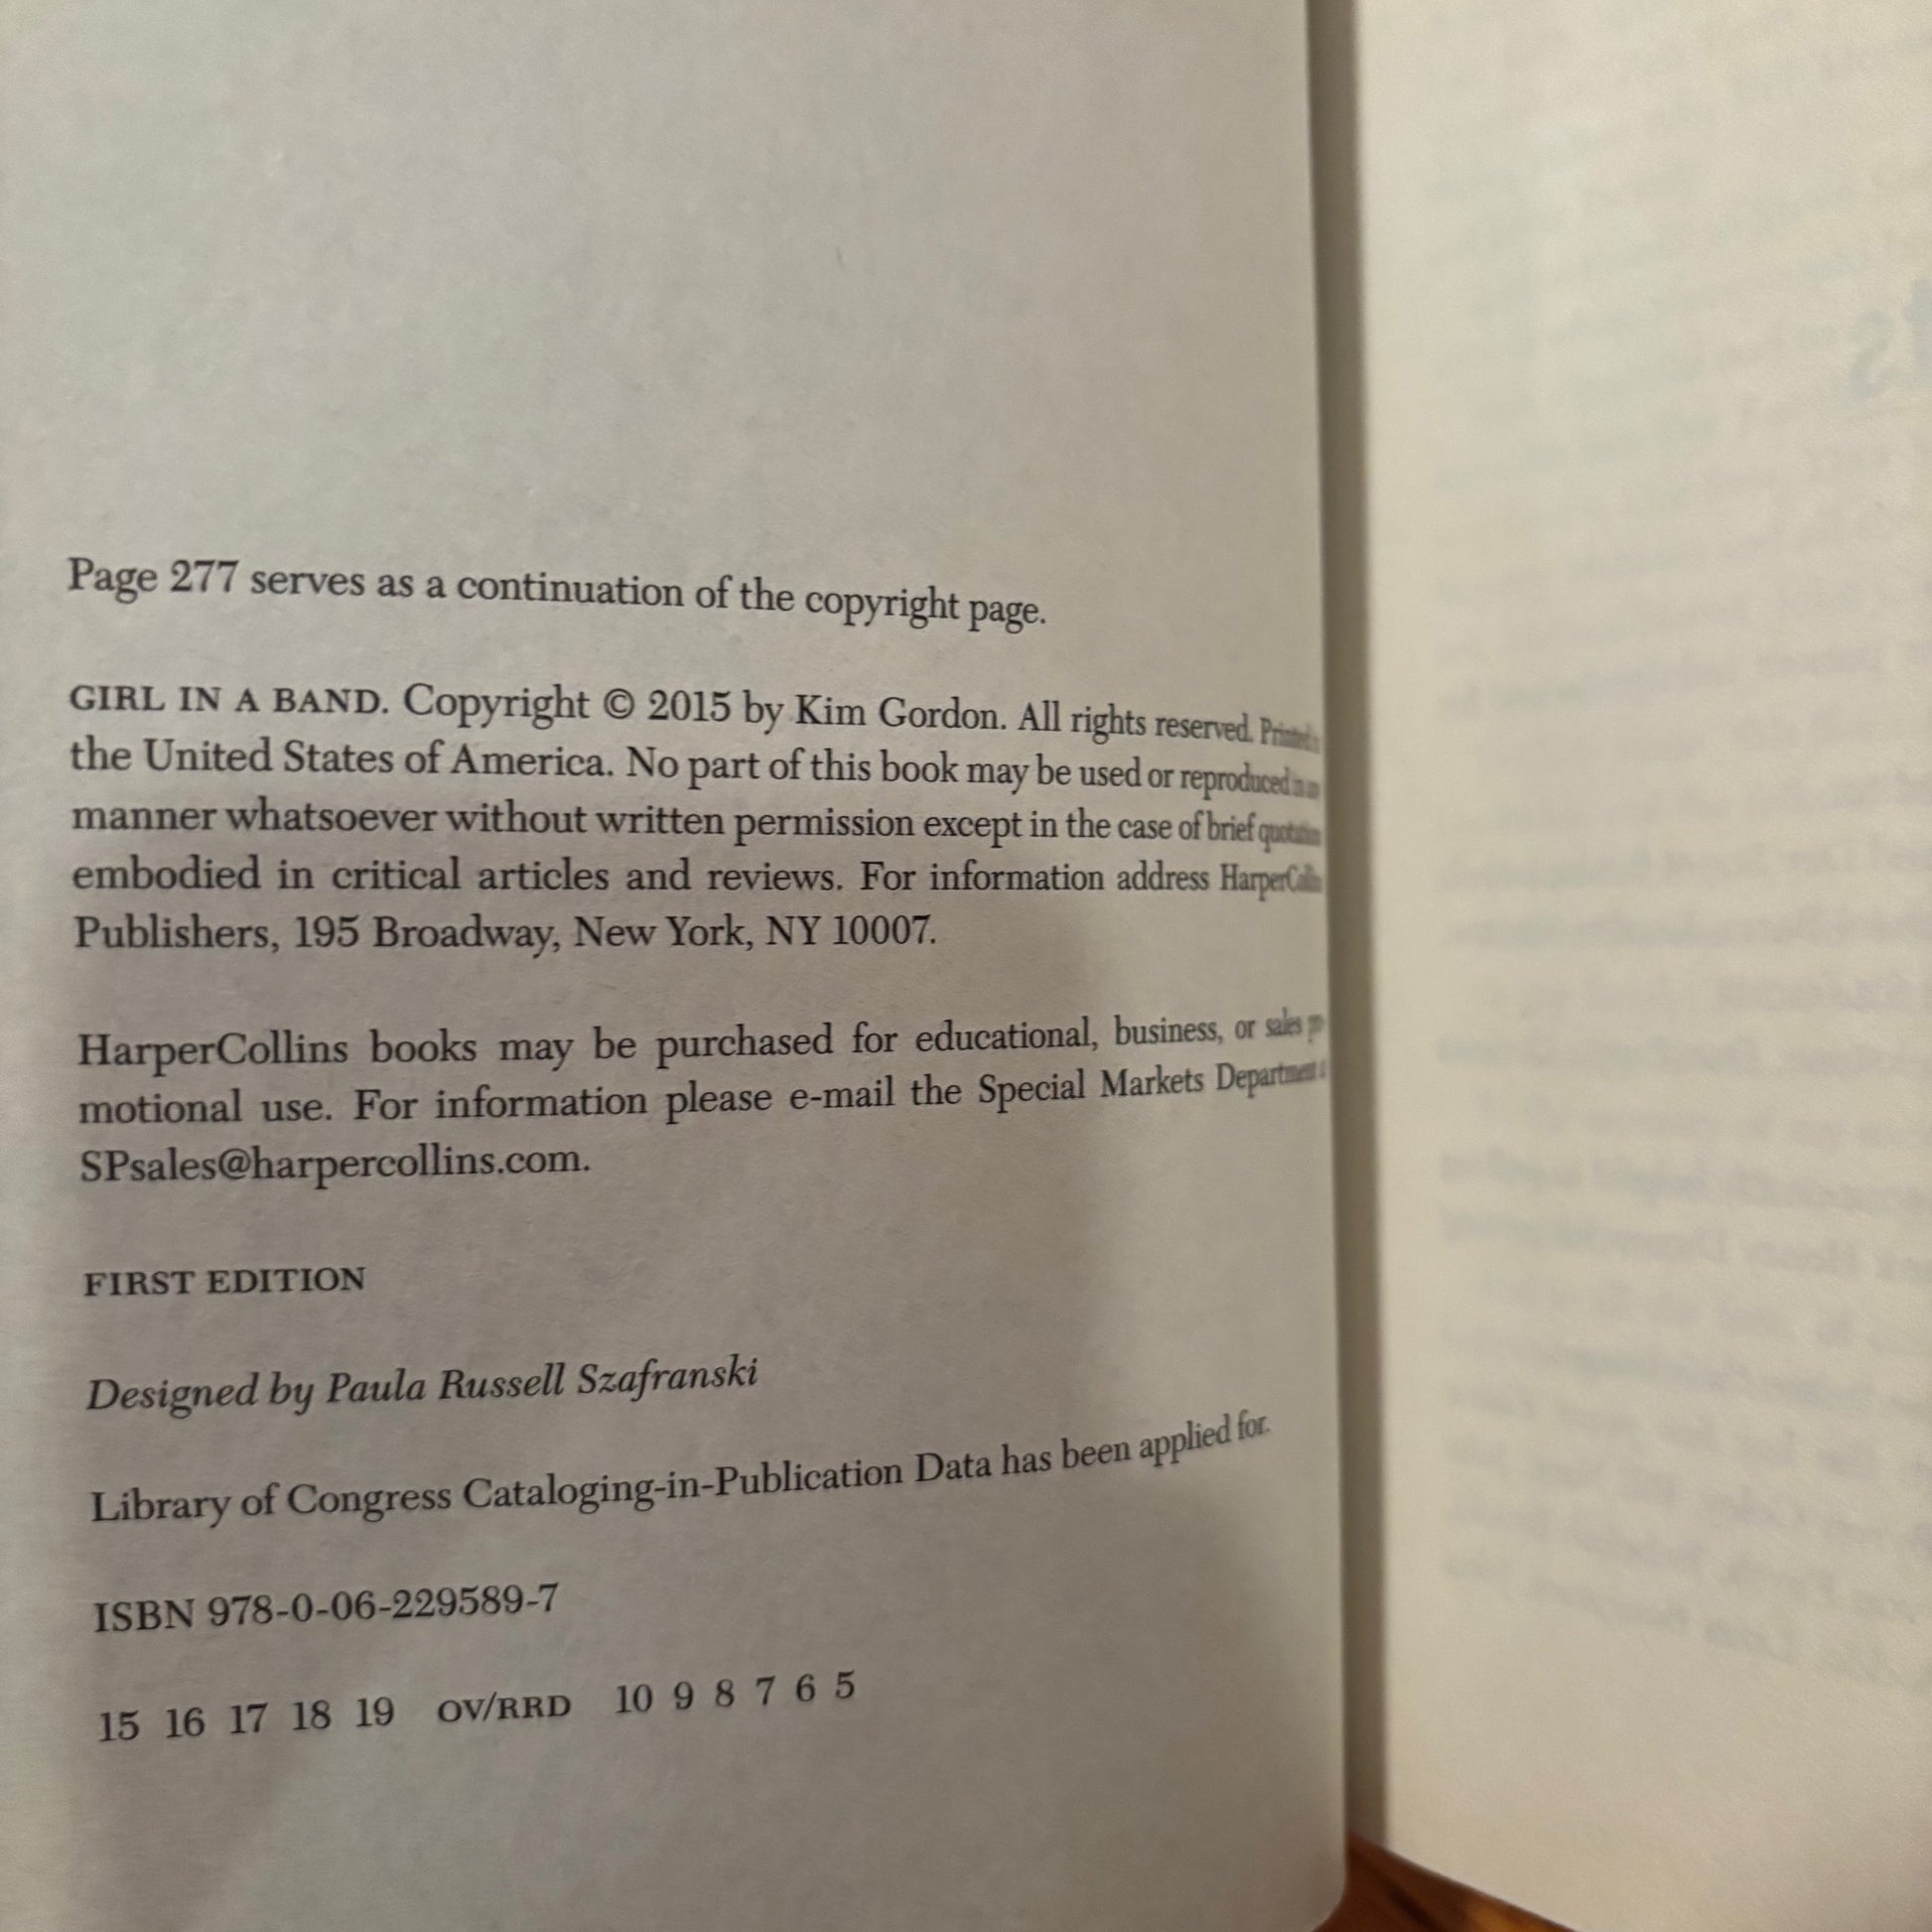 Page 277 serves as a continuation of the copyright page.
GIRL IN A BAND. Copyright © 2015 by Kim Gordon. All rights reserved. Printed
the United States of America. No part of this book may be used or reproduced
manner whatsoever without written permission except in the case of brief
embodied in critical articles and reviews. For information address
Publishers, 195 Broadway, New York, NY 10007.
HarperCollins books may be purchased for educational, business, or sales
motional use. For information please e-mail the Special Markets Department
SPsales@harpercollins.com.
FIRST EDITION
Designed by Paula Russell Szafranski
Library of Congress Cataloging-in-Publication Data has been applied for.
ISBN 978-0-06-229589-7
15 16 17 18 19 OV/RRD 10 9 8 7 6 5